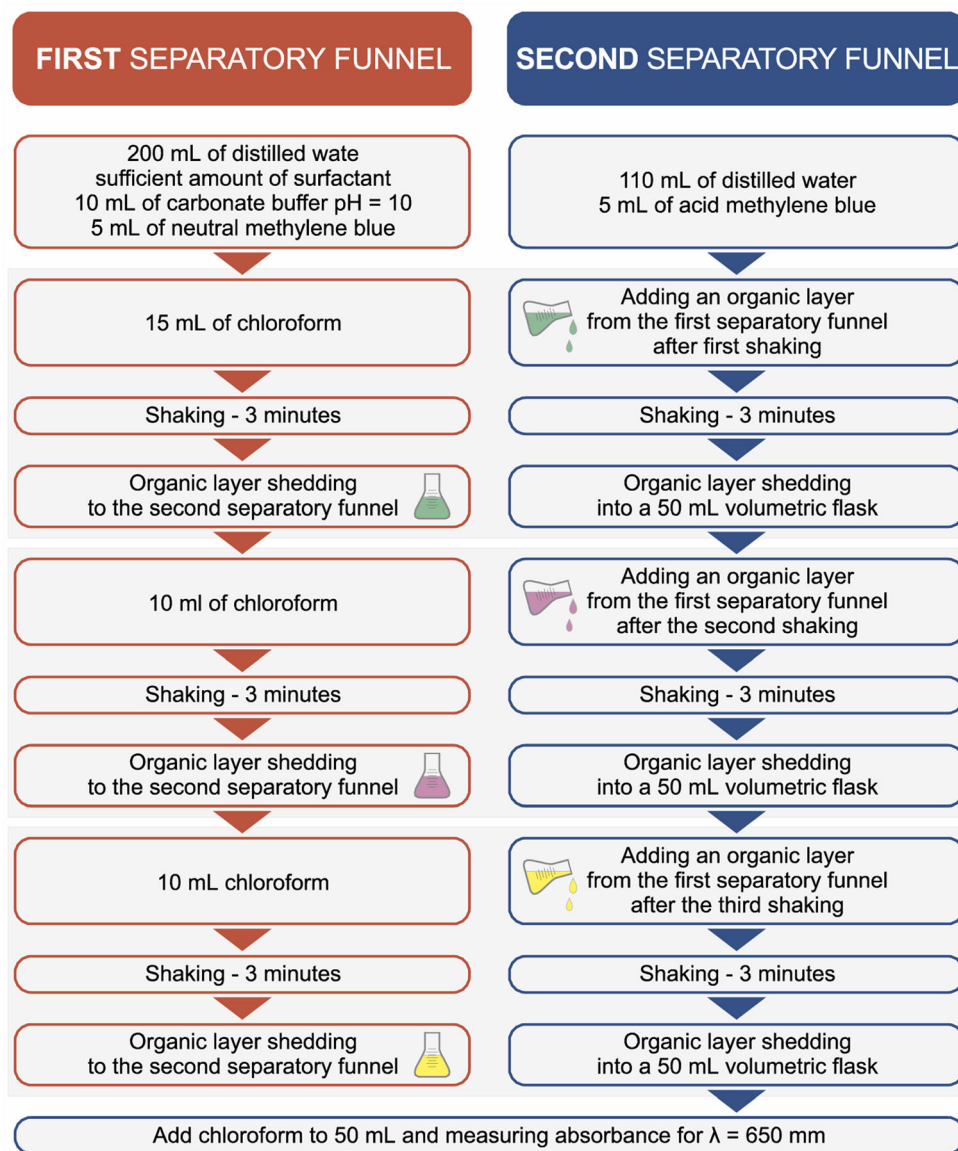 FIRST SEPARATORY FUNNEL
SECOND SEPARATORY FUNNEL
200 mL of distilled wate
sufficient amount of surfactant
10 mL of carbonate buffer pH = 10
5 mL of neutral methylene blue
110 mL of distilled water
5 mL of acid methylene blue
15 mL of chloroform
Adding an organic layer
from the first separatory funnel
after first shaking
Shaking - 3 minutes
Shaking - 3 minutes
Organic layer shedding
to the second separatory funnel
Organic layer shedding
into a 50 mL volumetric flask
10 ml of chloroform
Adding an organic layer
from the first separatory funnel
after the second shaking
Shaking - 3 minutes
Shaking - 3 minutes
Organic layer shedding
to the second separatory funnel
Organic layer shedding
into a 50 mL volumetric flask
10 mL chloroform
Adding an organic layer
from the first separatory funnel
after the third shaking
Shaking - 3 minutes
Shaking - 3 minutes
Organic layer shedding
to the second separatory funnel
Organic layer shedding
into a 50 mL volumetric flask
Add chloroform to 50 mL and measuring absorbance for λ = 650 mm